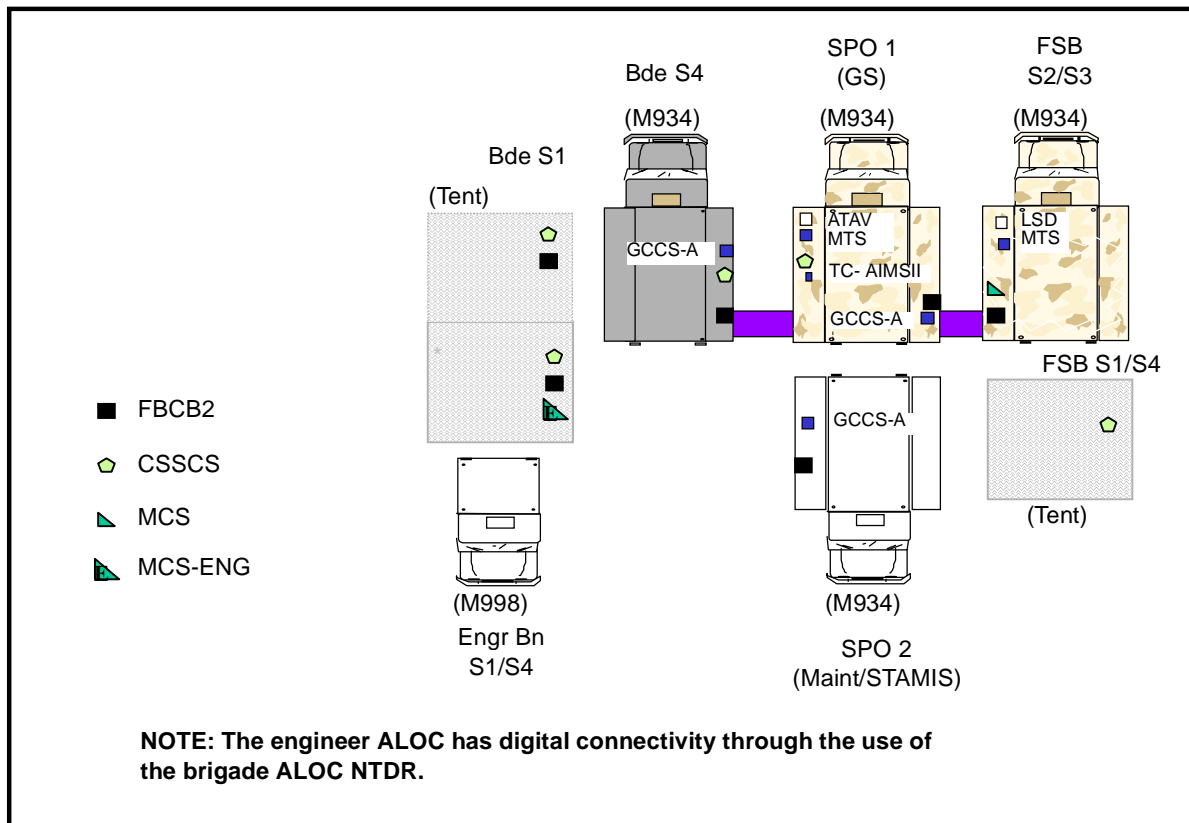 SPO 1
(GS)
FSB
S2/S3
Bde S4
(M934)
(M934)
(M934)
Bde S1
(Tent)
GCCS-A
ATAV
MTS
TC- AIMSII
GCCS-A
LSD
MTS
*
E
FSB S1/S4
GCCS-A
(Tent)
FBCB2
CSSCS
MCS
E
MCS-ENG
(M998)
Engr Bn
S1/S4
(M934)
SPO 2
(Maint/STAMIS)
NOTE: The engineer ALOC has digital connectivity through the use of
the brigade ALOC NTDR.